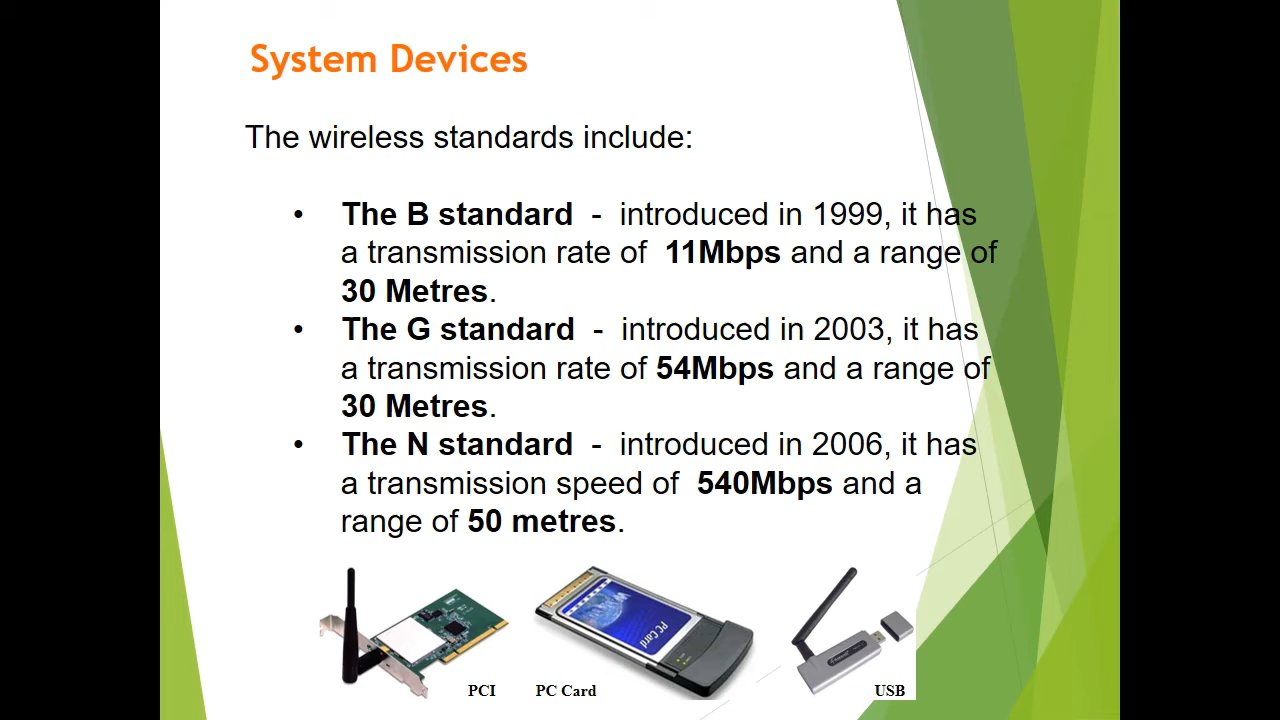 System Devices
The wireless standards include:
• The B standard - introduced in 1999, it has
a transmission rate of 11Mbps and a range of
30 Metres.
• The G standard - introduced in 2003, it has
a transmission rate of 54Mbps and a range of
30 Metres.
• The N standard - introduced in 2006, it has
a transmission speed of 540Mbps and a
range of 50 metres.
PC Card
PCI
PC Card
USB